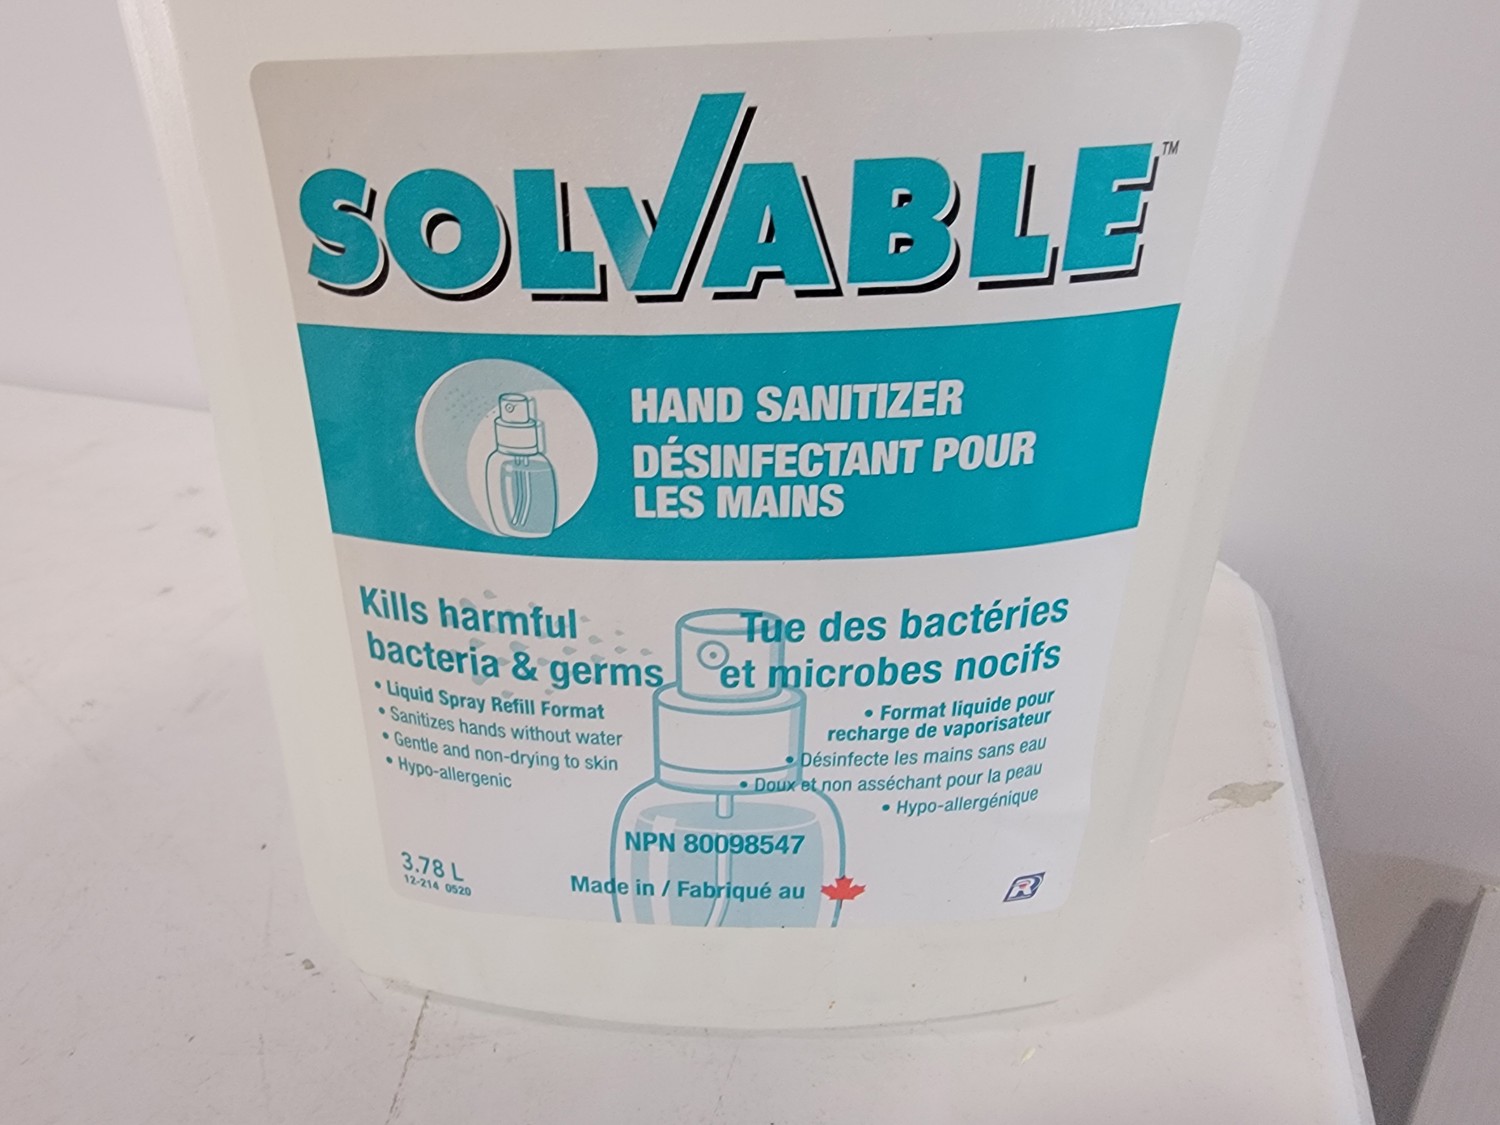 SOLVABLE™
HAND SANITIZER
DÉSINFECTANT POUR
LES MAINS
Kills harmful
bacteria & germs
• Liquid Spray Refill Format
• Sanitizes hands without water
• Gentle and non-drying to skin
• Hypo-allergenic
Tue des bactéries
et microbes nocifs
• Format liquide pour
recharge de vaporisateur
• Désinfecte les mains sans eau
• Doux et non asséchant pour la peau
• Hypo-allergénique
NPN 80098547
3.78 L
12-214 0520
Made in / Fabriqué au
R